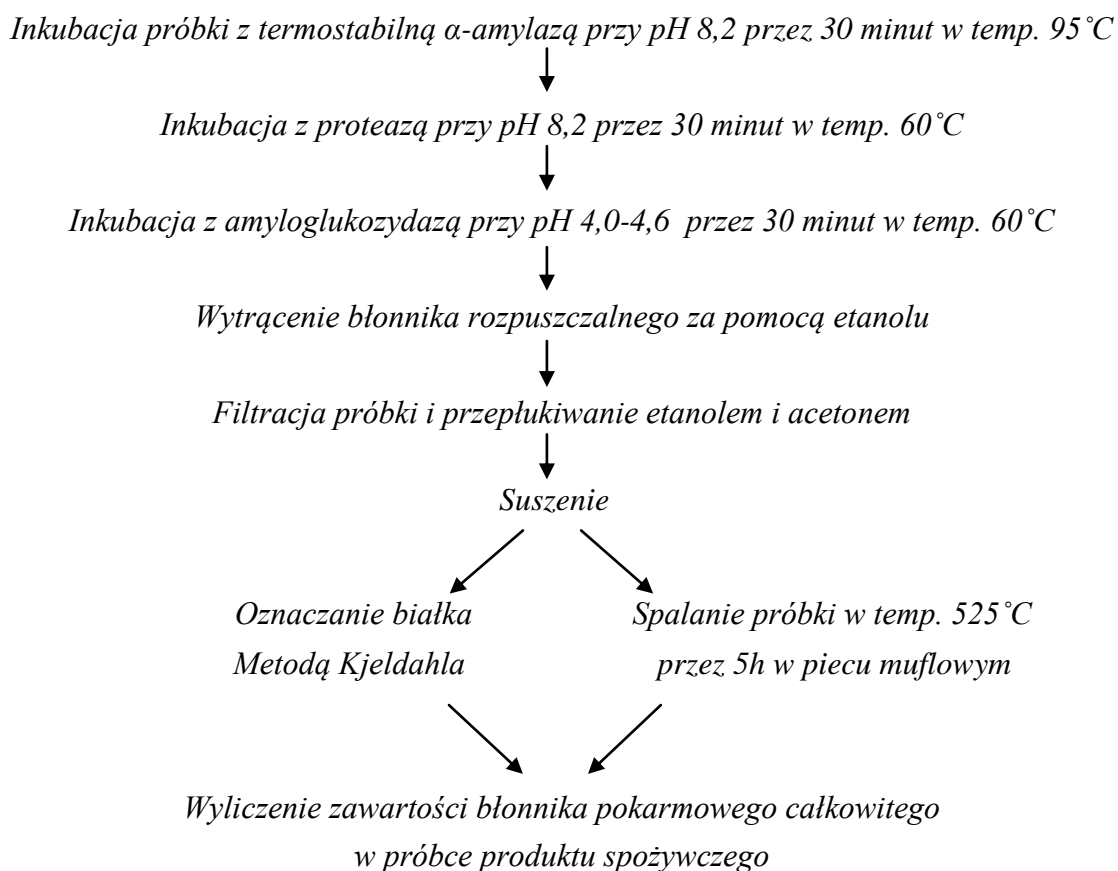 Inkubacja próbki z termostabilną α-amylazą przy pH 8,2 przez 30 minut w temp. 95˚C
Inkubacja z proteazą przy pH 8,2 przez 30 minut w temp. 60˚C
Inkubacja z amyloglukozydazą przy pH 4,0-4,6 przez 30 minut w temp. 60˚C
Wytrącenie błonnika rozpuszczalnego za pomocą etanolu
Filtracja próbki i przepłukiwanie etanolem i acetonem
Suszenie
Oznaczanie białka
Metodą Kjeldahla
Spalanie próbki w temp. 525˚C
przez 5h w piecu muflowym
Wyliczenie zawartości błonnika pokarmowego całkowitego
w próbce produktu spożywczego